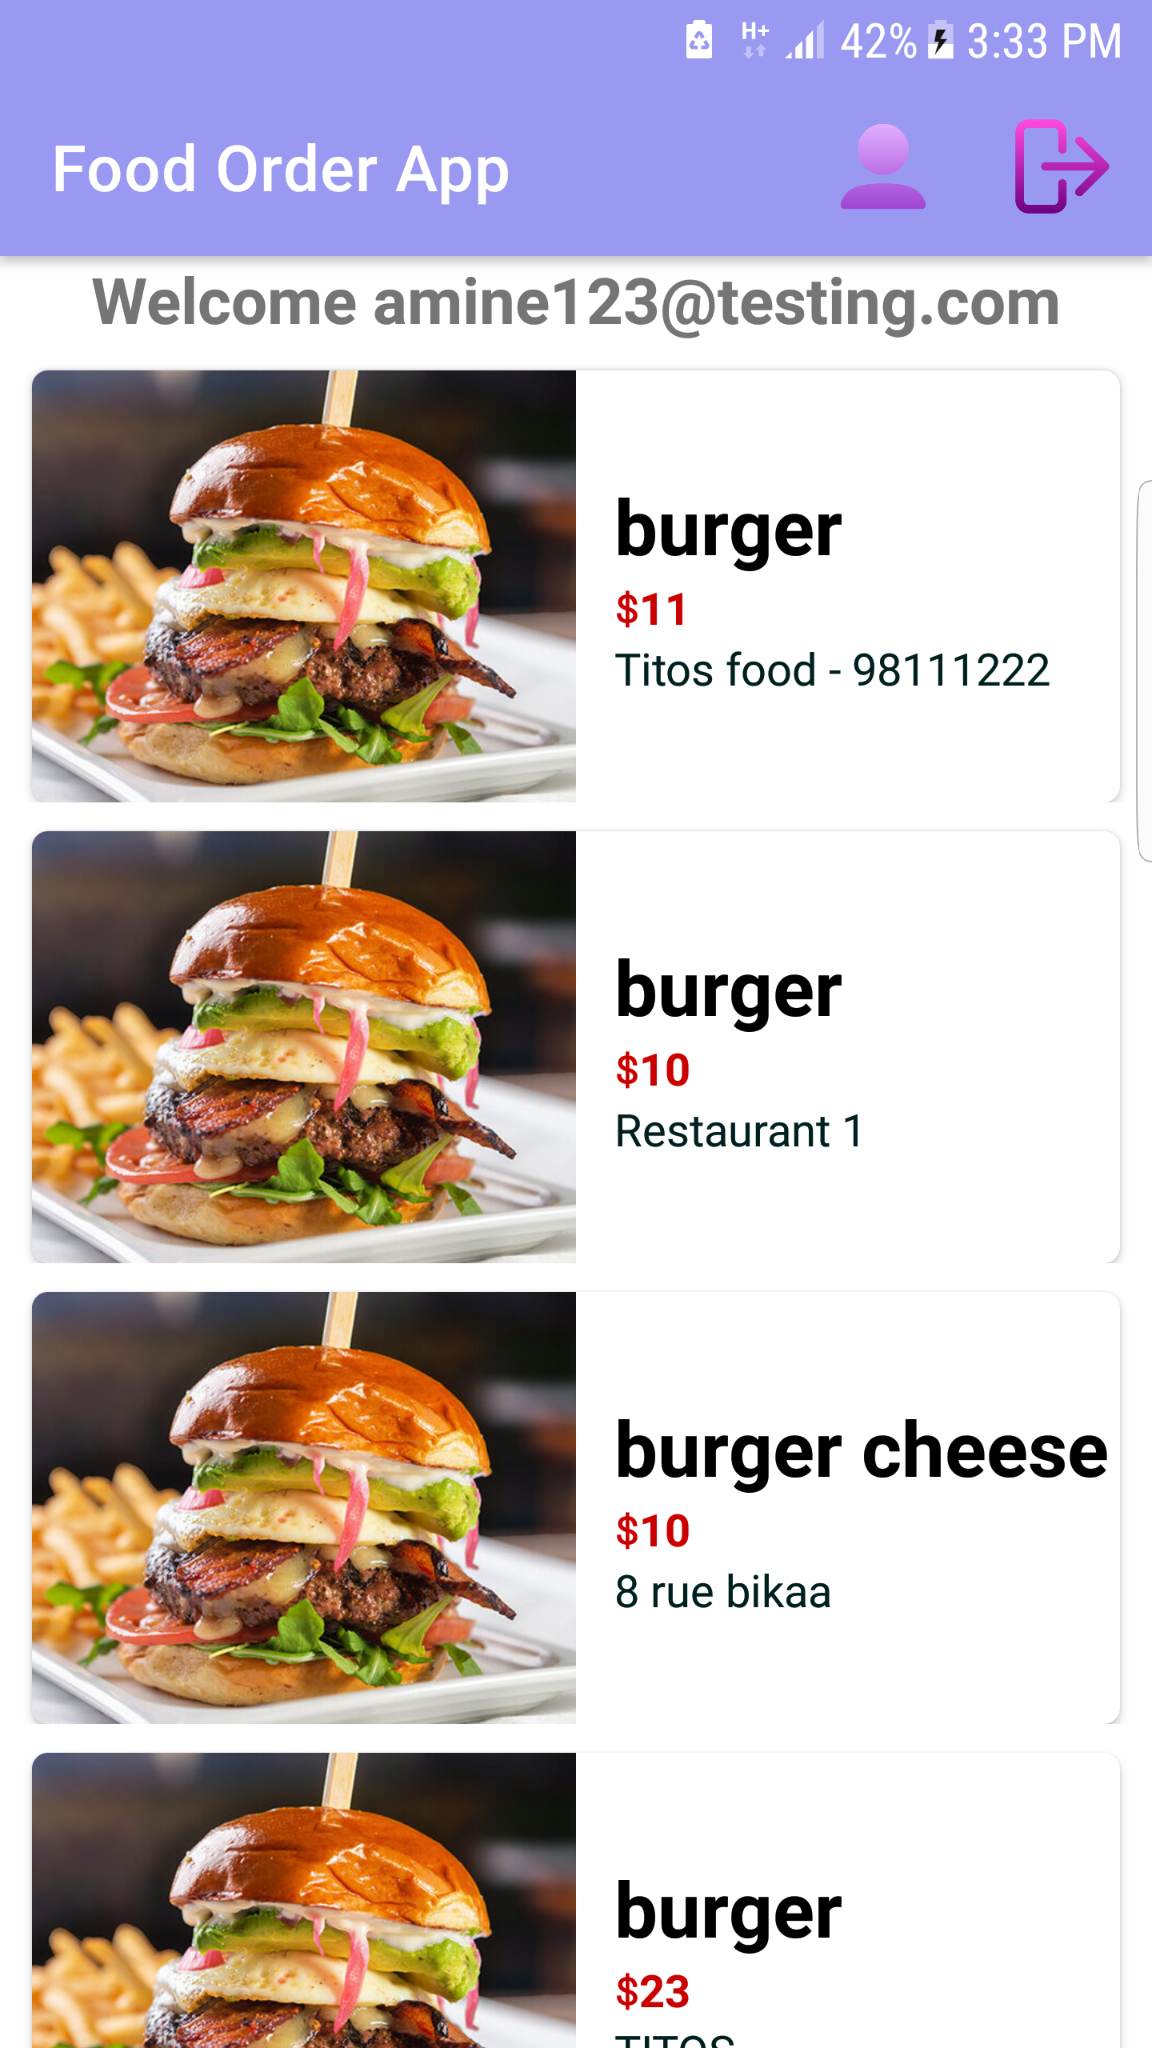 H+ 42% 3:33 PM
Food Order App
Welcome amine123@testing.com
burger
$11
Titos food - 98111222
burger
$10
Restaurant 1
burger cheese
$10
8 rue bikaa
burger
$23
TITOS